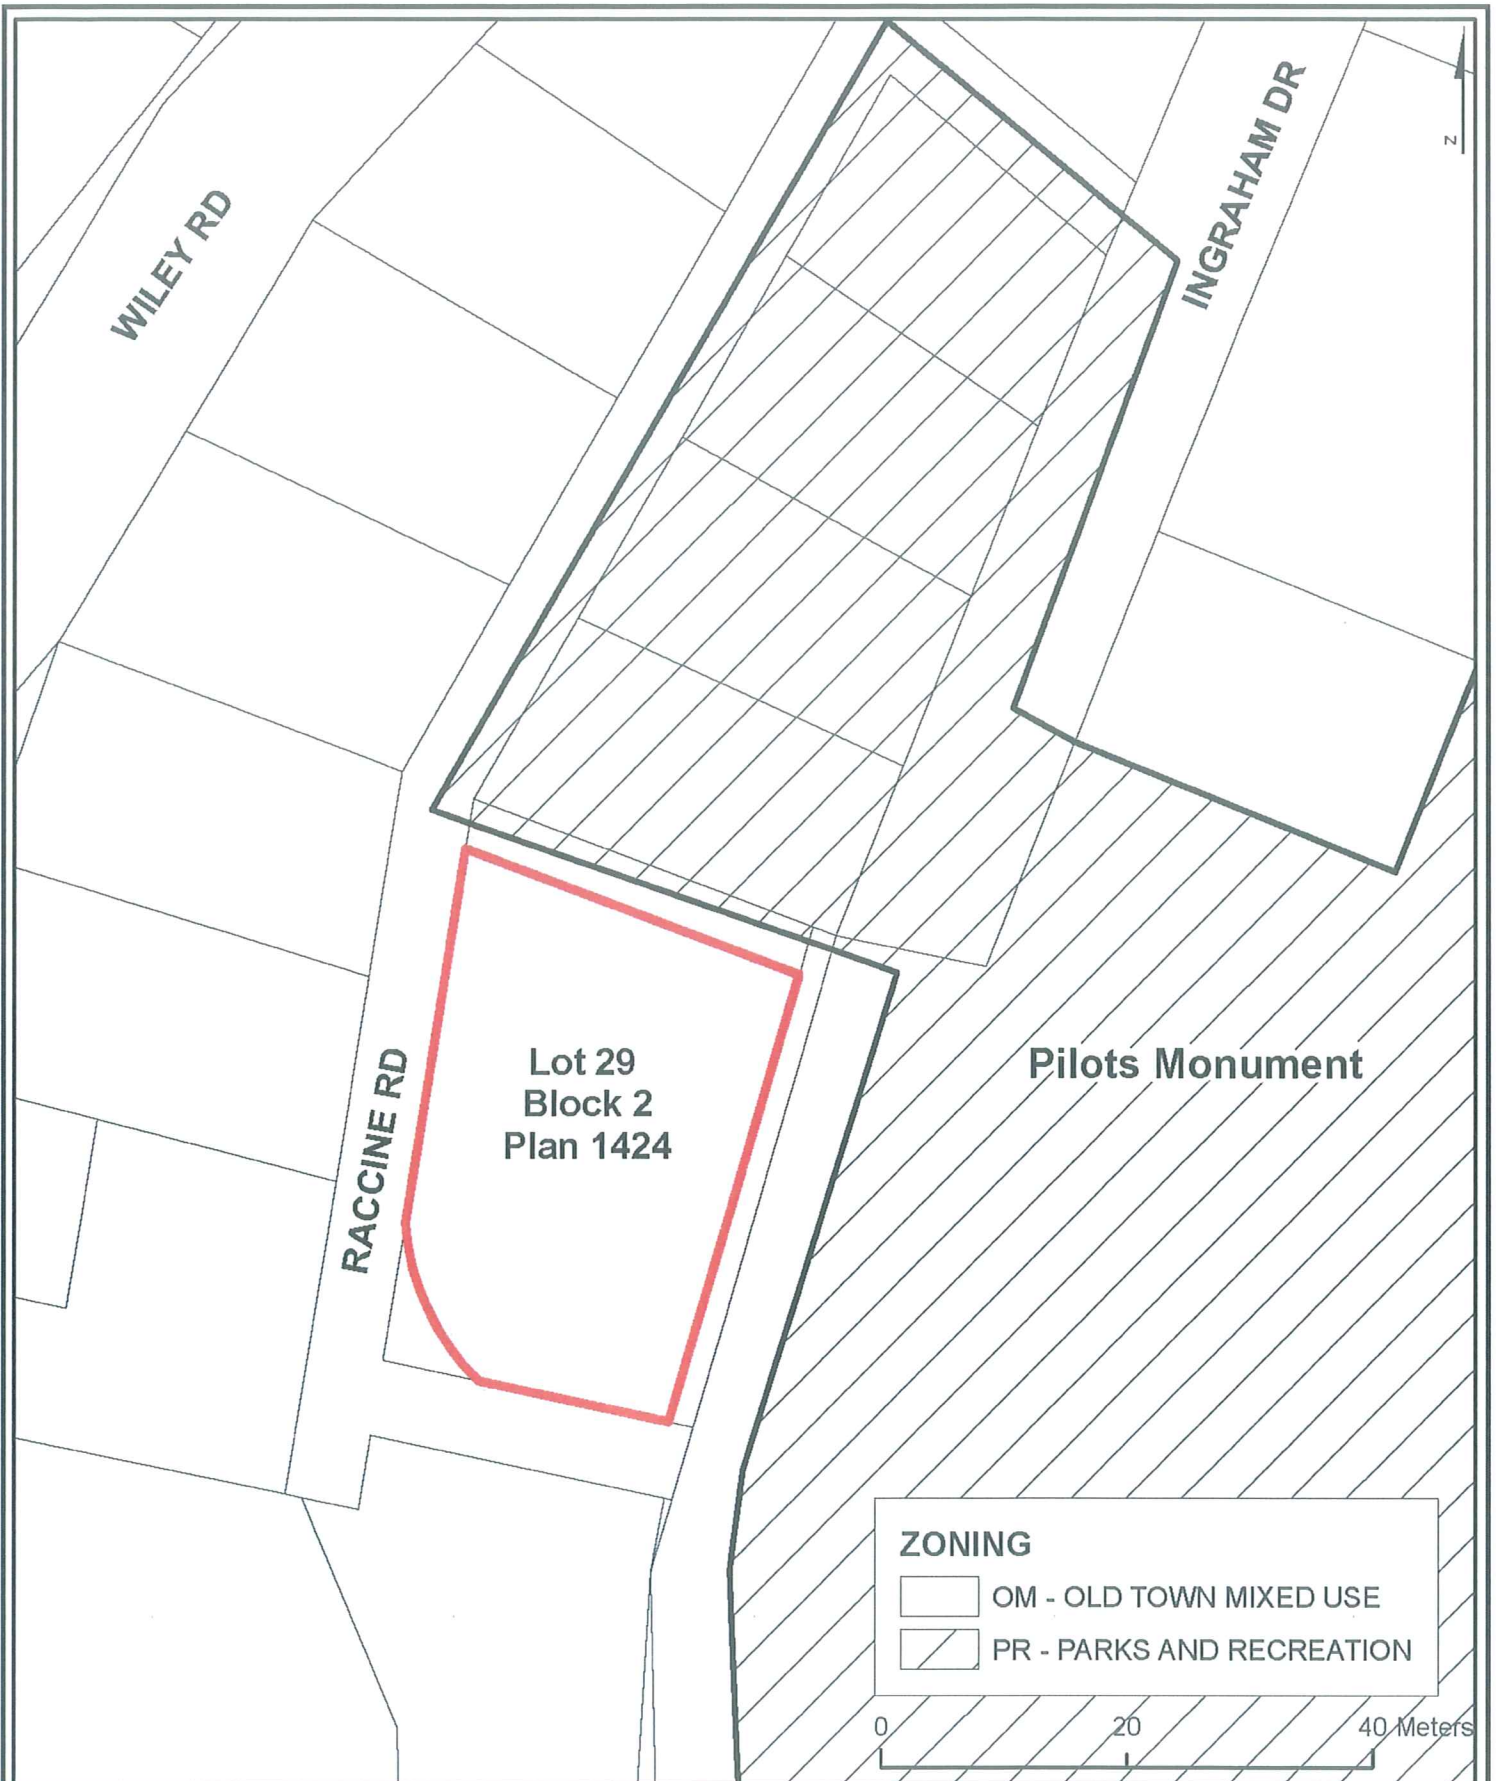 WILEY RD
INGRAHAM DR
N
RACCINE RD
Lot 29
Block 2
Plan 1424
Pilots Monument
ZONING
OM - OLD TOWN MIXED USE
PR - PARKS AND RECREATION
0 20 40 Meters